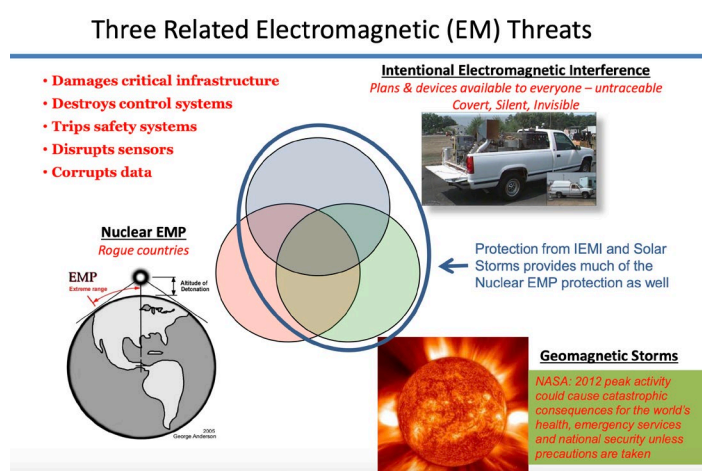 Three Related Electromagnetic (EM) Threats
• Damages critical infrastructure
• Destroys control systems
• Trips safety systems
• Disrupts sensors
• Corrupts data
Intentional Electromagnetic Interference
Plans & devices available to everyone – untraceable
Covert, Silent, Invisible
Nuclear EMP
Rogue countries
EMP
Extreme range
Altitude of
Detonation
2005
George Anderson
Protection from IEMI and Solar
Storms provides much of the
Nuclear EMP protection as well
Geomagnetic Storms
NASA: 2012 peak activity
could cause catastrophic
consequences for the world's
health, emergency services
and national security unless
precautions are taken